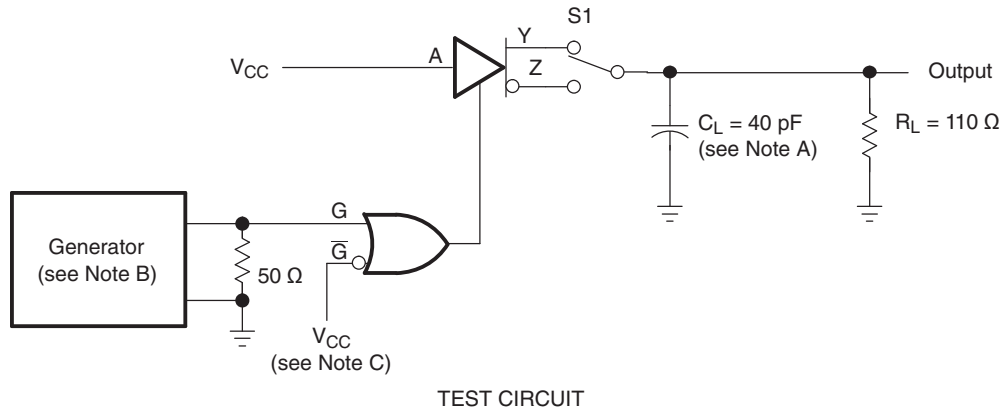 S1
Y
A
Z
VCC
Output
CL = 40 pF
(see Note A)
RL = 110 Ω
G
G̅
Generator
(see Note B)
50 Ω
VCC
(see Note C)
TEST CIRCUIT